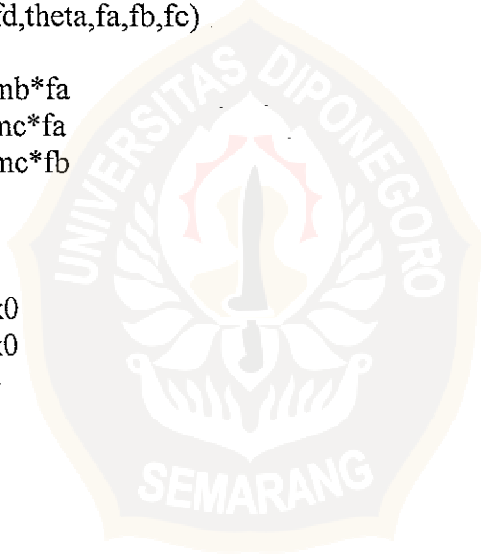 fd,theta,fa,fb,fc)
nb*fa
nc*fa
nc*fb
x0
x0
UNIVERSITAS DIPONEGORO
SEMARANG